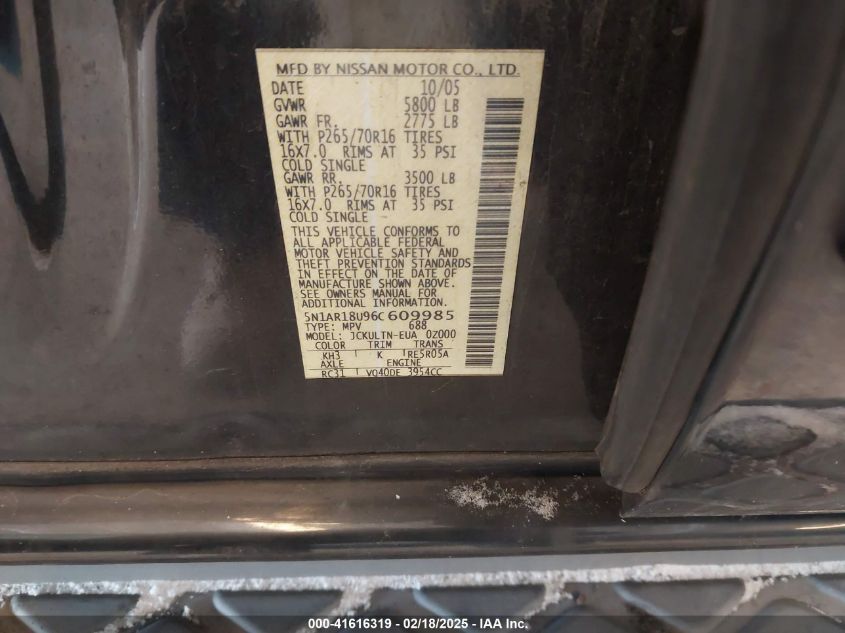 MFD BY NISSAN MOTOR CO., LTD.
DATE 10/05
GVWR 5800 LB
GAWR FR. 2775 LB
WITH P265/70R16 TIRES
16X7.0 RIMS AT 35 PSI
COLD SINGLE
GAWR RR. 3500 LB
WITH P265/70R16 TIRES
16X7.0 RIMS AT 35 PSI
COLD SINGLE
THIS VEHICLE CONFORMS TO
ALL APPLICABLE FEDERAL
MOTOR VEHICLE SAFETY AND
THEFT PREVENTION STANDARDS
IN EFFECT ON THE DATE OF
MANUFACTURE SHOWN ABOVE.
SEE OWNERS MANUAL FOR
ADDITIONAL INFORMATION
5N1AR18U96C609985
TYPE: MPV 688
MODEL: JCKULTN-EUA 0Z000
COLOR TRIM TRANS
KH3 K RE5R05A
AXLE ENGINE
RC31 VQ40DE 3954CC
000-41616319 / 02/18/2025 - IAA Inc.